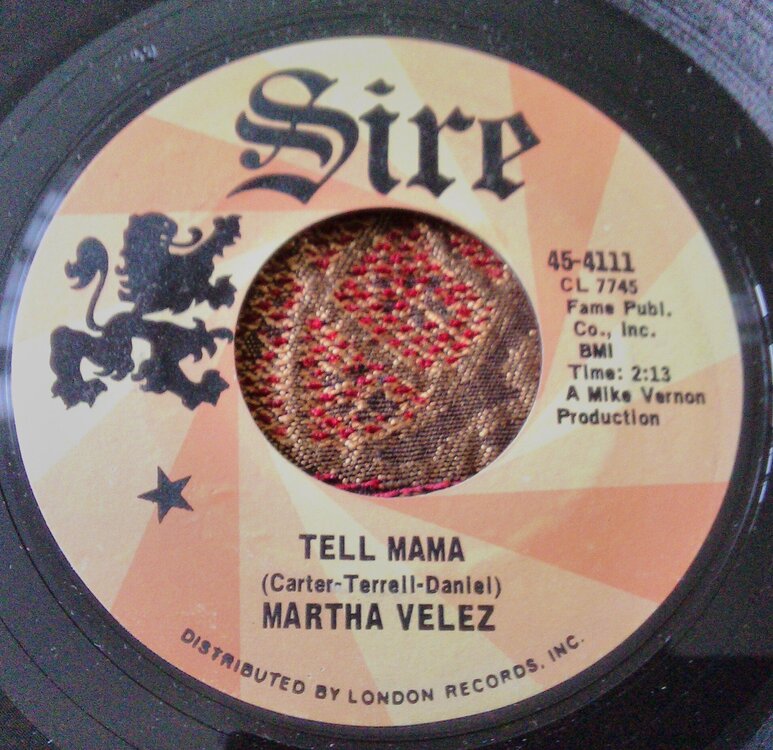 Sire
45-4111
CL 7745
Fame Publ.
Co., Inc.
BMI
Time: 2:13
A Mike Vernon
Production
TELL MAMA
(Carter-Terrell-Daniel)
MARTHA VELEZ
DISTRIBUTED BY LONDON RECORDS, INC.